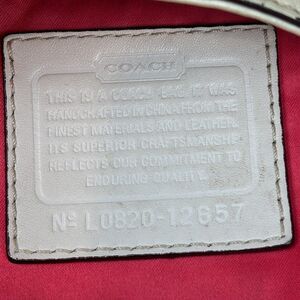 COACH
THIS IS A COACH BAG. IT WAS
HANDCRAFTED IN CHINA FROM THE
FINEST MATERIALS AND LEATHER.
ITS SUPERIOR CRAFTSMANSHIP
REFLECTS OUR COMMITMENT TO
ENDURING QUALITY.
Nº L0820-12657